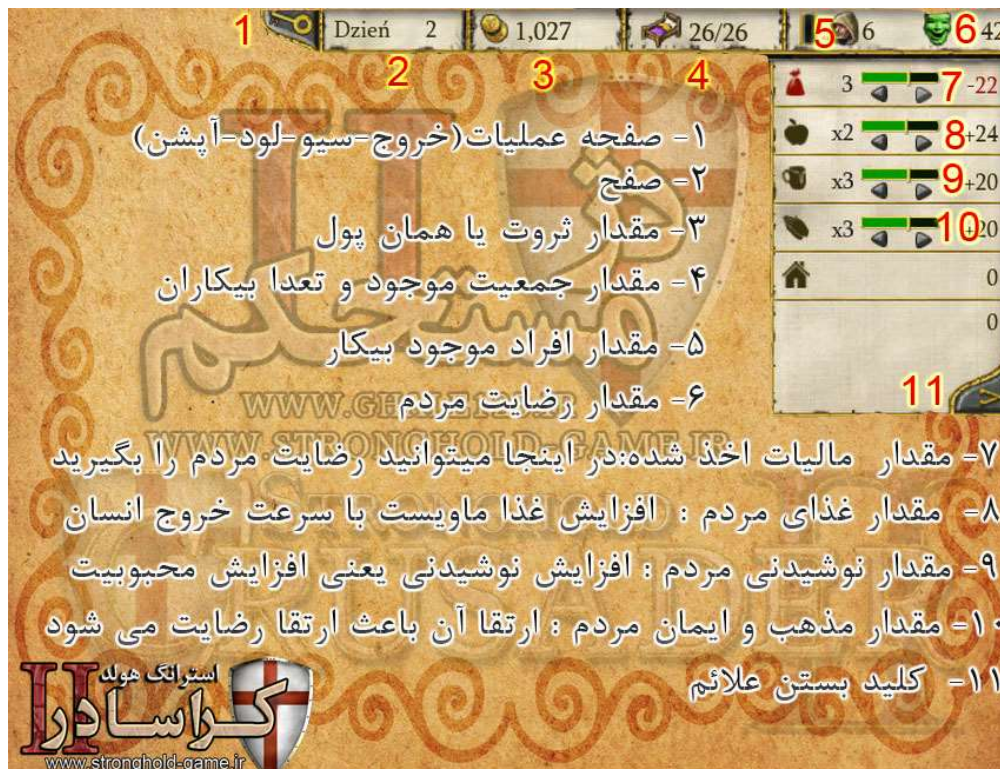 1
Dzień 2
1,027
26/26
6
42
2
3
4
5
6
3
-22
7
x2
+24
8
x3
+20
9
x3
+20
10
0
0
11
۱- صفحه عملیات(خروج-سیو-لود-آپشن)
۲- صفح
۳- مقدار ثروت یا همان پول
۴- مقدار جمعیت موجود و تعدا بیکاران
۵- مقدار افراد موجود بیکار
۶- مقدار رضایت مردم
۷- مقدار مالیات اخذ شده:در اینجا میتوانید رضایت مردم را بگیرید
۸- مقدار غذای مردم : افزایش غذا ماویست با سرعت خروج انسان
۹- مقدار نوشیدنی مردم : افزایش نوشیدنی یعنی افزایش محبوبیت
۱۰- مقدار مذهب و ایمان مردم : ارتقا آن باعث ارتقا رضایت می شود
۱۱- کلید بستن علائم
دژ
مستحکم
II
WWW.STRONGHOLD-GAME.IR
STRONGHOLD
CRUSADER
استرانگ هولد
کراسادر II
www.stronghold-game.ir